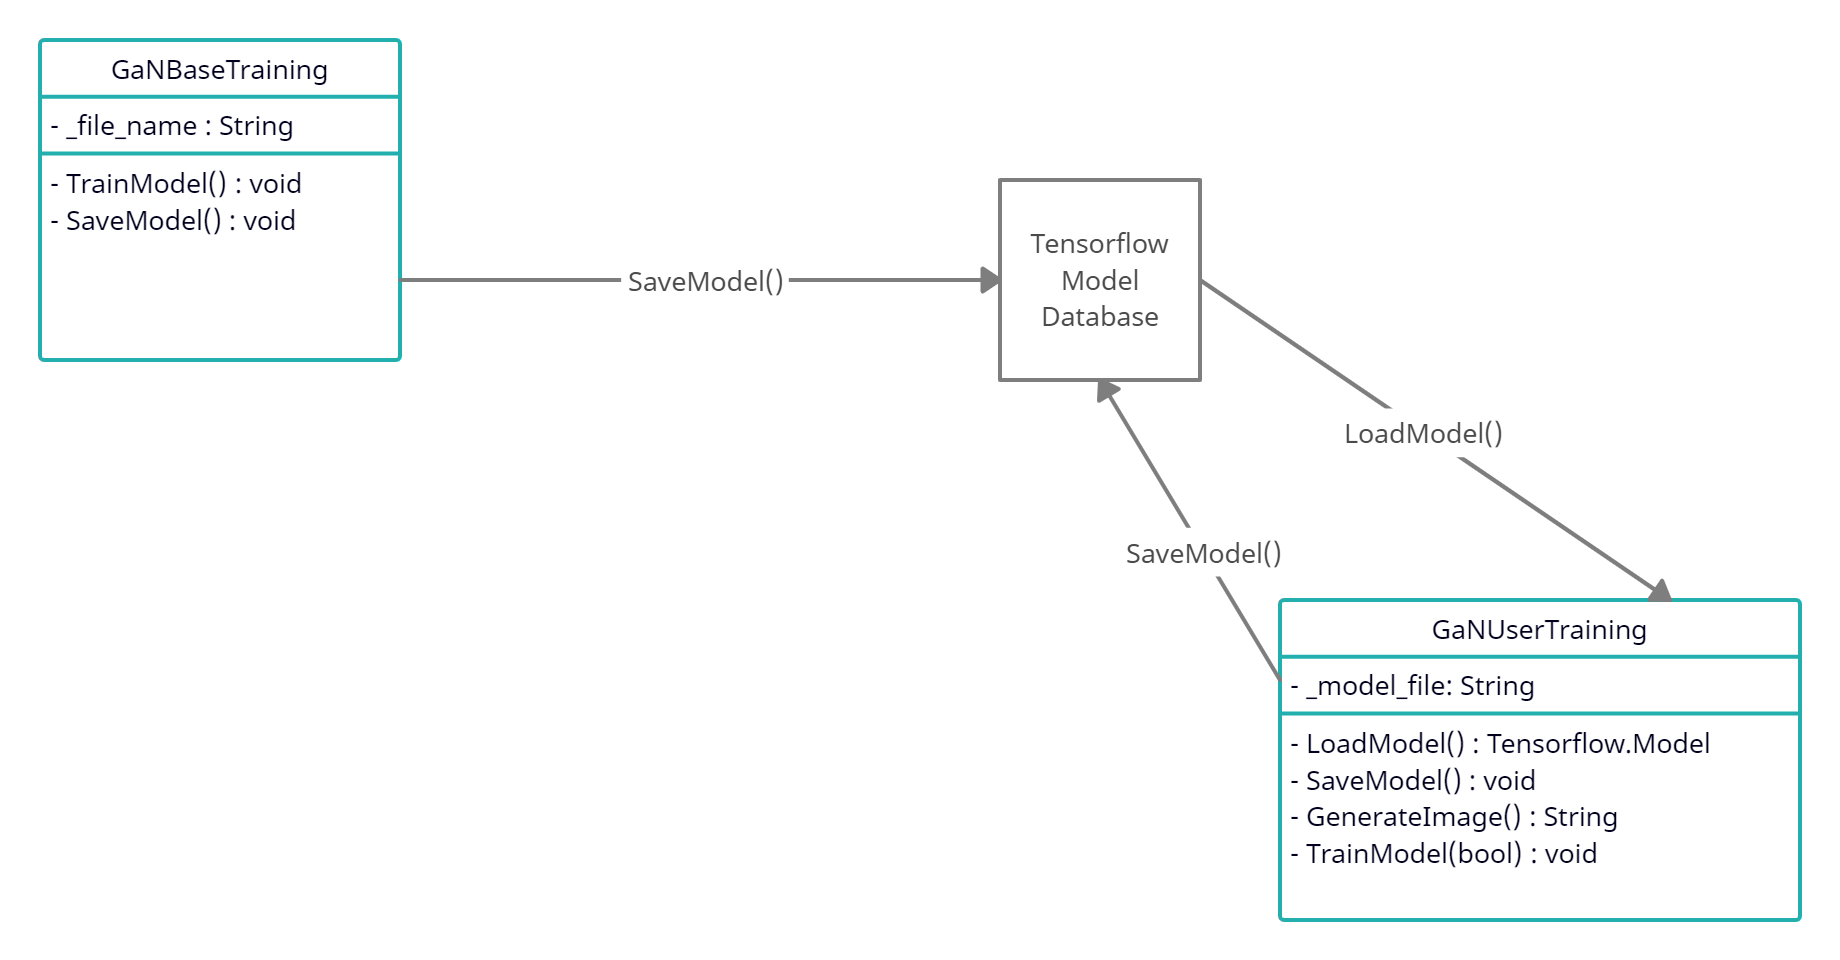 GaNBaseTraining
- _file_name : String
- TrainModel() : void
- SaveModel() : void
SaveModel()
Tensorflow
Model
Database
LoadModel()
SaveModel()
GaNUserTraining
- _model_file: String
- LoadModel() : Tensorflow.Model
- SaveModel() : void
- GenerateImage() : String
- TrainModel(bool) : void